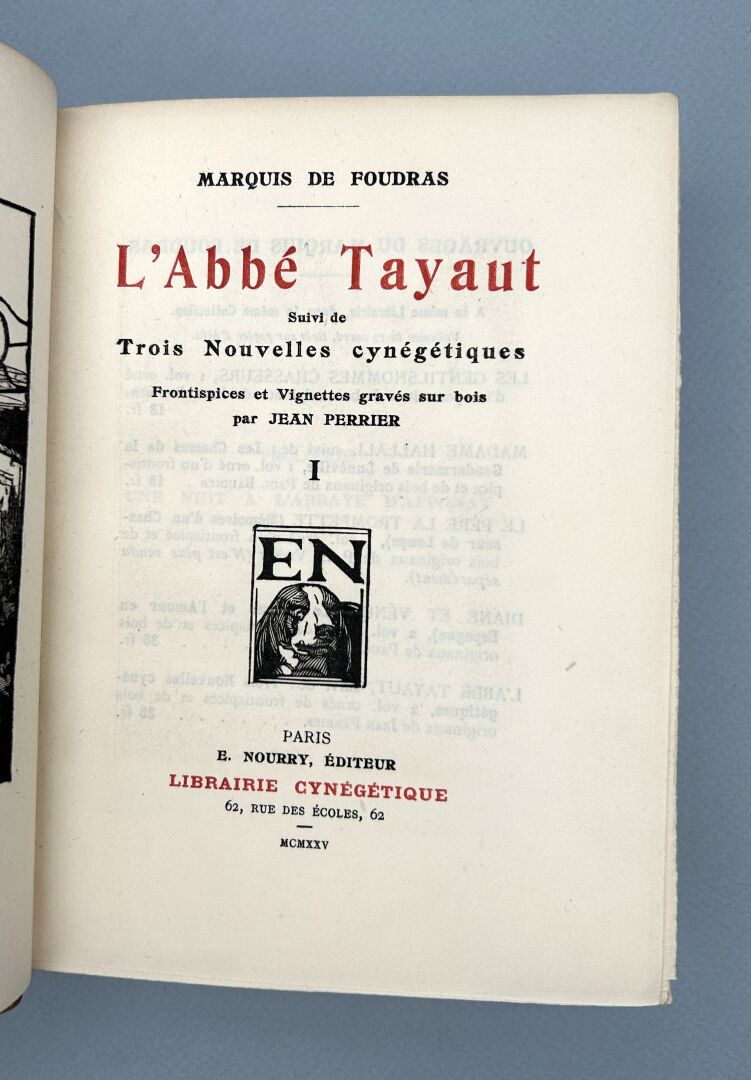 MARQUIS DE FOUDRAS
L'Abbé Tayaut
Suivi de
Trois Nouvelles cynégétiques
Frontispices et Vignettes gravés sur bois
par JEAN PERRIER
I
EN
PARIS
E. NOURRY, ÉDITEUR
LIBRAIRIE CYNÉGÉTIQUE
62, RUE DES ÉCOLES, 62
MCMXXV